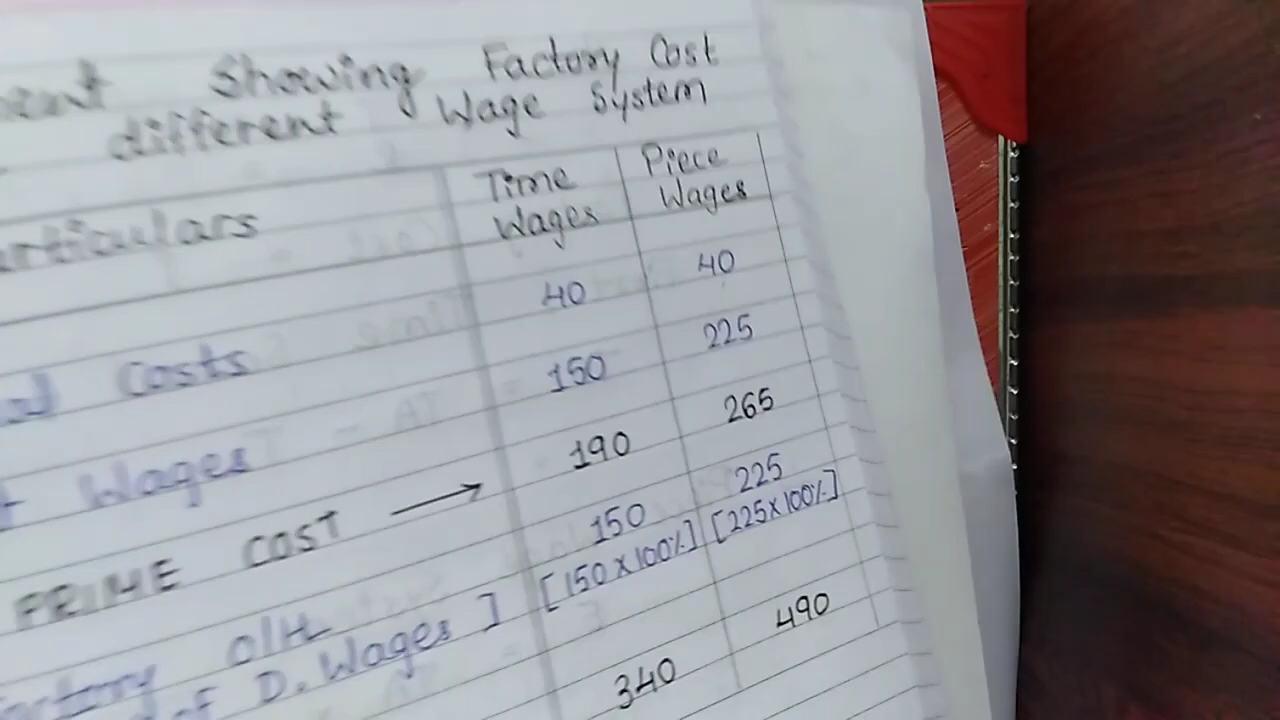 Showing Factory Cost
different Wage System
Time Wages
Piece Wages
40 40
Costs 150 225
Wages 190 265
PRIME COST → 150 225
O/H [150×100%] [225×100%]
of D. Wages]
340 490